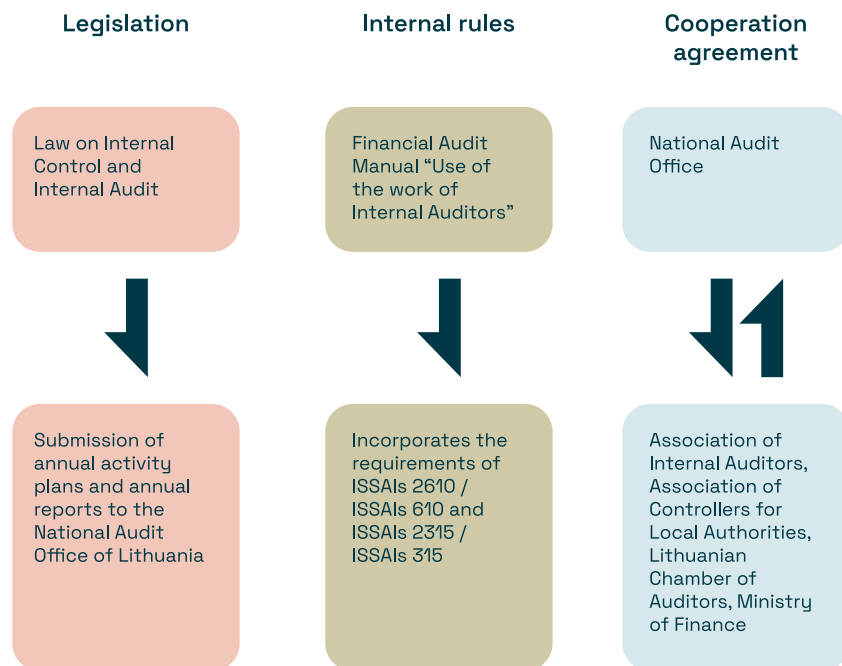 Legislation
Internal rules
Cooperation
agreement
Law on Internal
Control and
Internal Audit
Financial Audit
Manual “Use of
the work of
Internal Auditors”
National Audit
Office
Submission of
annual activity
plans and annual
reports to the
National Audit
Office of Lithuania
Incorporates the
requirements of
ISSAIs 2610 /
ISSAIs 610 and
ISSAIs 2315 /
ISSAIs 315
Association of
Internal Auditors,
Association of
Controllers for
Local Authorities,
Lithuanian
Chamber of
Auditors, Ministry
of Finance